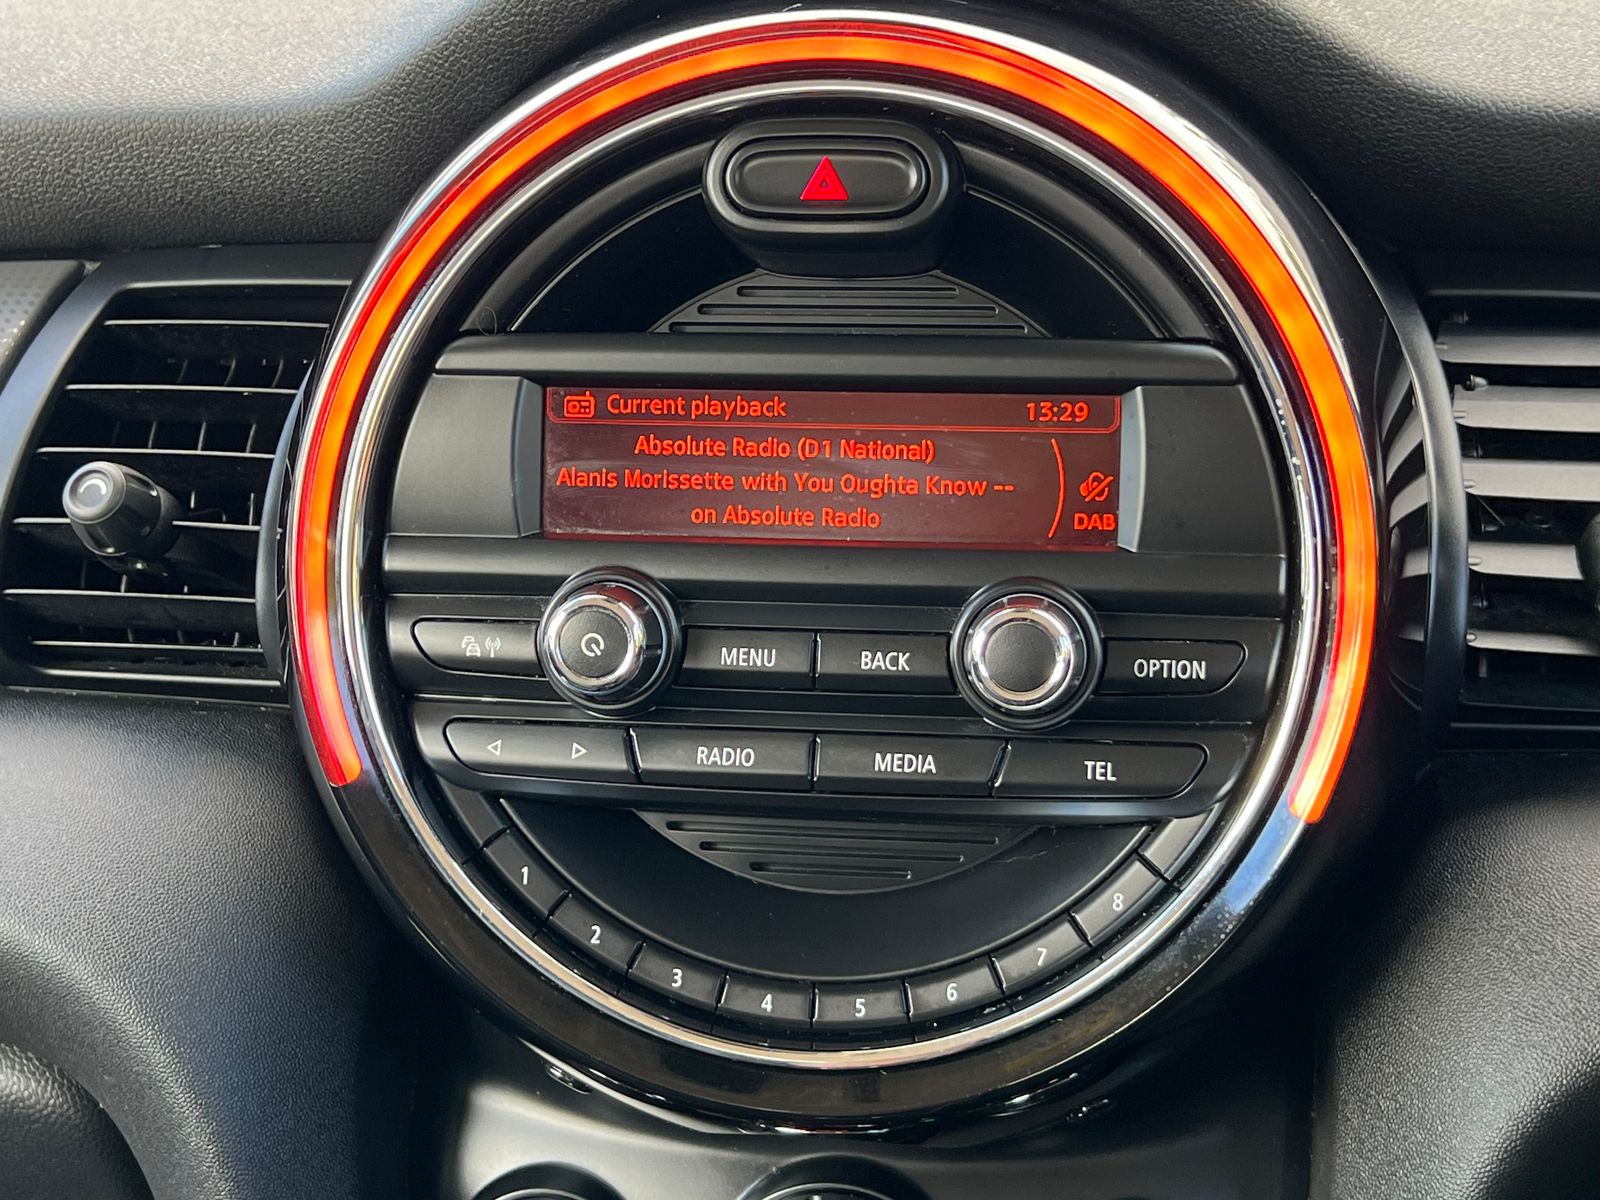 Current playback 13:29
Absolute Radio (D1 National)
Alanis Morissette with You Oughta Know --
on Absolute Radio
DAB
MENU BACK OPTION
RADIO MEDIA TEL
1 2 3 4 5 6 7 8